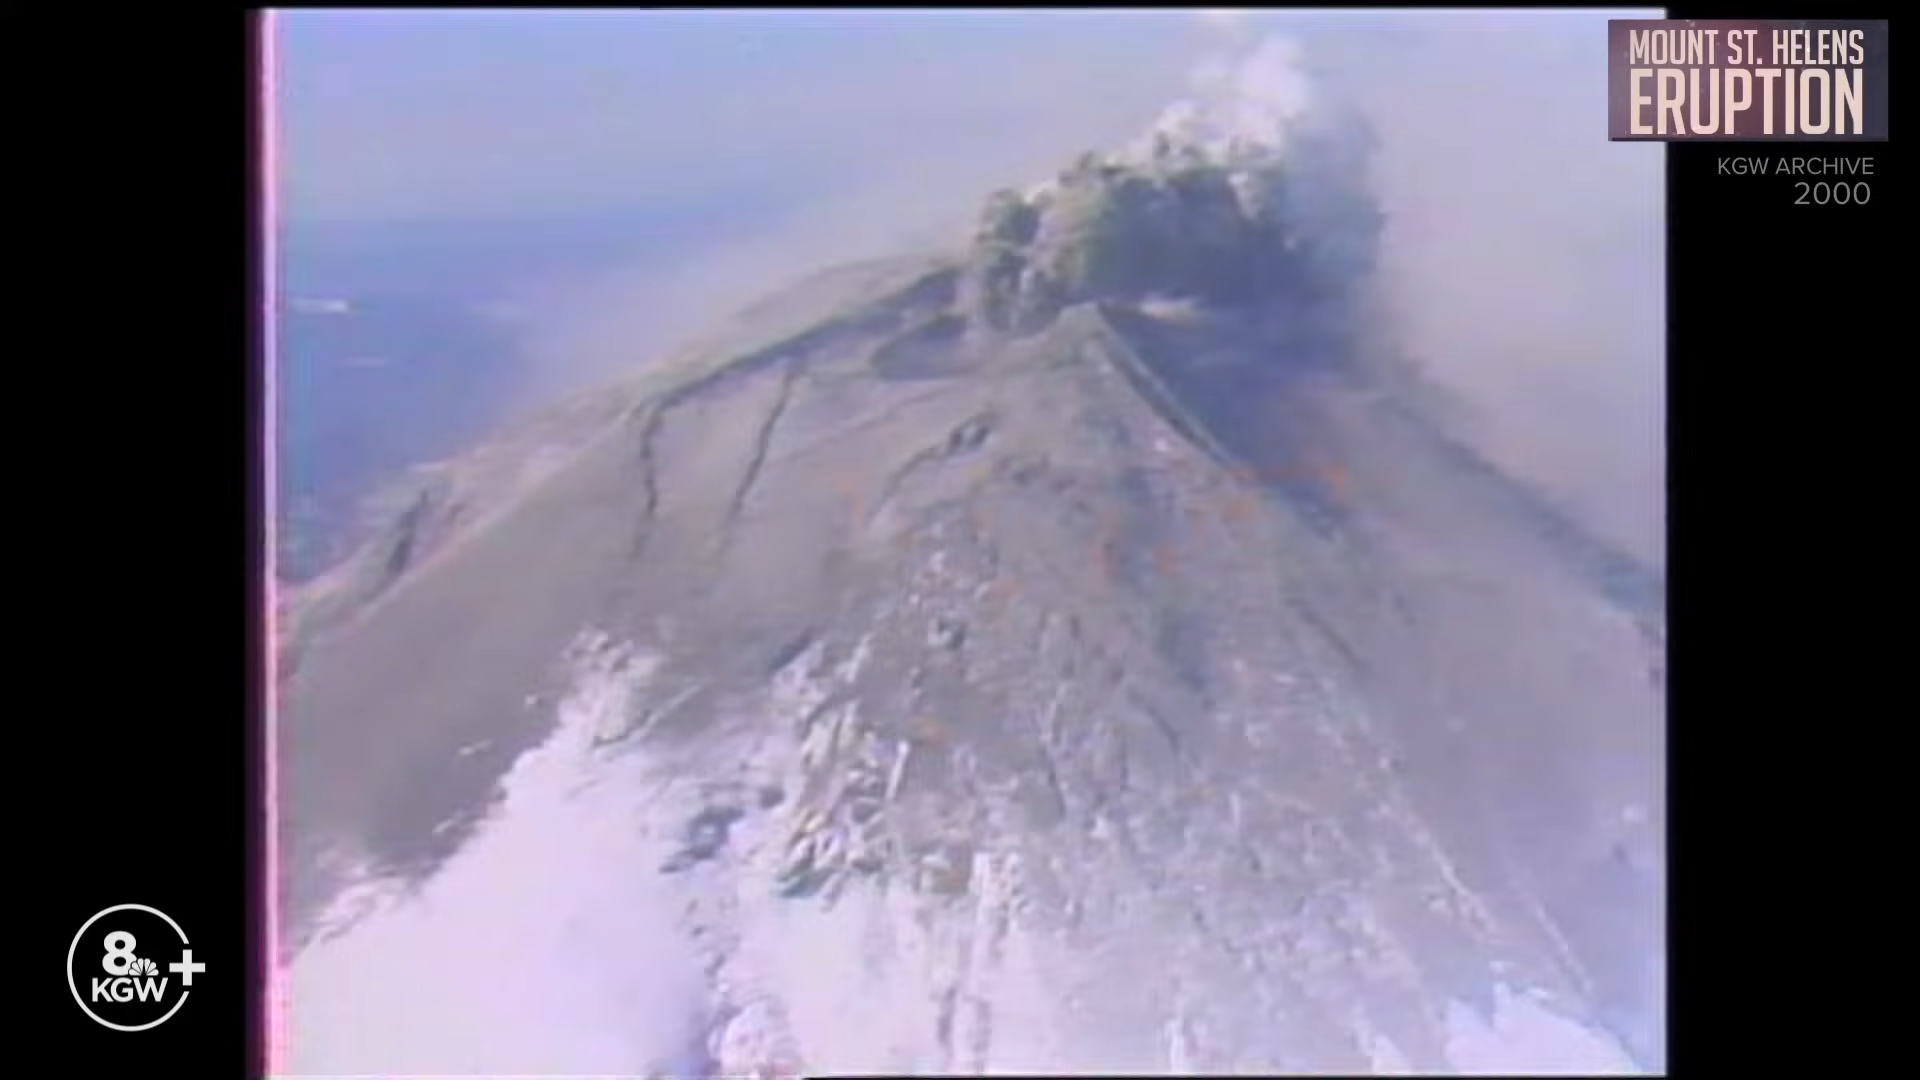 MOUNT ST. HELENS
ERUPTION
KGW ARCHIVE
2000
8
KGW+